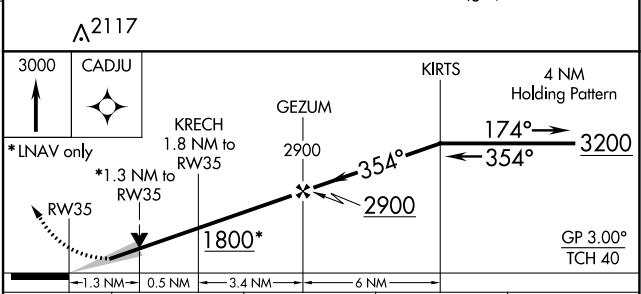 2117
3000
CADJU
*LNAV only
KIRTS
4 NM
Holding Pattern
GEZUM
2900
KRECH
1.8 NM to
RW35
*1.3 NM to
RW35
RW35
174°
354°
3200
354°
2900
1800*
GP 3.00°
TCH 40
1.3 NM
0.5 NM
3.4 NM
6 NM